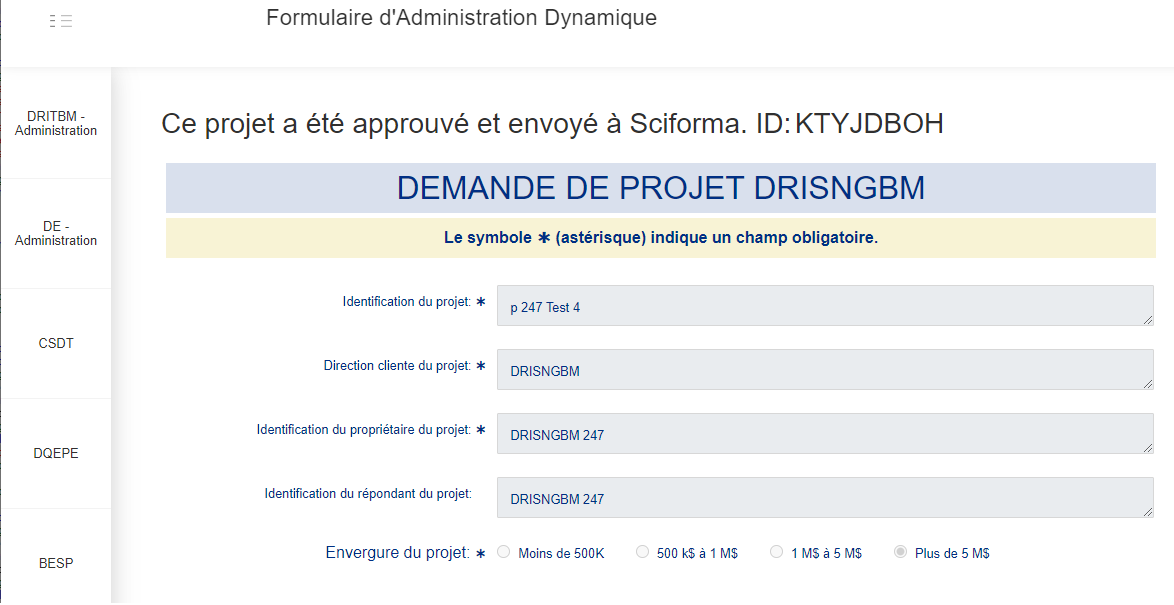 Formulaire d'Administration Dynamique
DRITBM -
Administration
DE -
Administration
CSDT
DQEPE
BESP
Ce projet a été approuvé et envoyé à Sciforma. ID: KTYJDBOH
DEMANDE DE PROJET DRISNGBM
Le symbole * (astérisque) indique un champ obligatoire.
Identification du projet: * p 247 Test 4
Direction cliente du projet: * DRISNGBM
Identification du propriétaire du projet: * DRISNGBM 247
Identification du répondant du projet: DRISNGBM 247
Envergure du projet: * Moins de 500K 500 k$ à 1 M$ 1 M$ à 5 M$ Plus de 5 M$